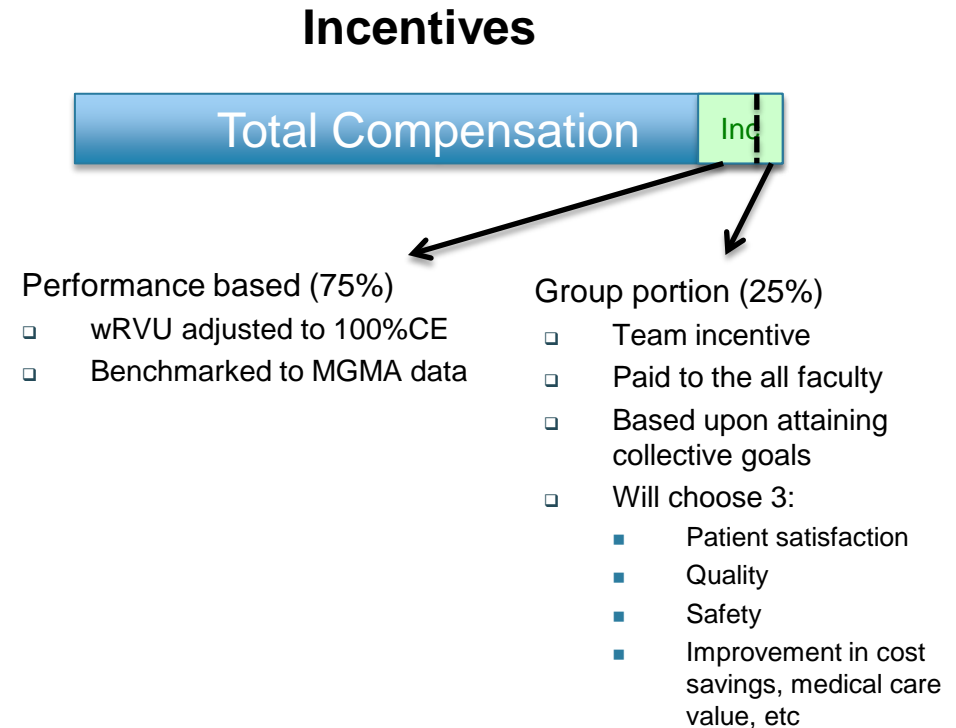 Incentives
Total Compensation
Inc
Performance based (75%)
wRVU adjusted to 100%CE
Benchmarked to MGMA data
Group portion (25%)
Team incentive
Paid to the all faculty
Based upon attaining
collective goals
Will choose 3:
Patient satisfaction
Quality
Safety
Improvement in cost
savings, medical care
value, etc